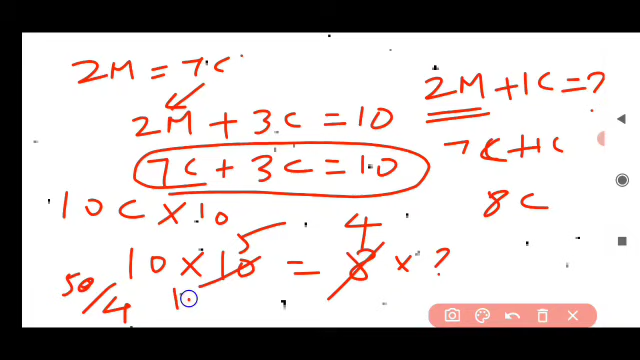 2M = 7C
2M + 3C = 10
7C + 3C = 10
10C × 10
5
10 × 10 = 8 × ?
4
50/4
1.
2M + 1C = ?
7C + 1C
8C